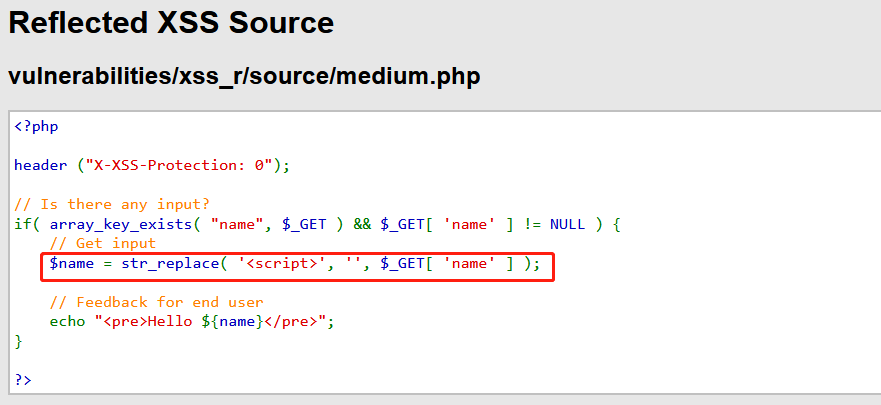 Reflected XSS Source
vulnerabilities/xss_r/source/medium.php
<?php
header ("X-XSS-Protection: 0");
// Is there any input?
if( array_key_exists( "name", $_GET ) && $_GET[ 'name' ] != NULL ) {
// Get input
$name = str_replace( '<script>', '', $_GET[ 'name' ] );
// Feedback for end user
echo "<pre>Hello ${name}</pre>";
}
?>